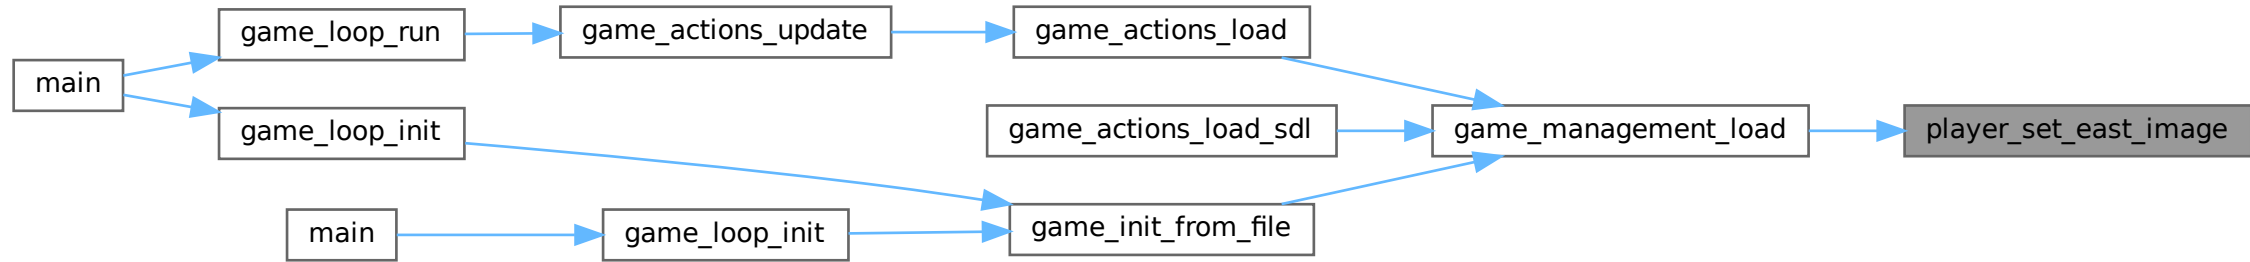 game_loop_run
game_actions_update
game_actions_load
main
game_loop_init
game_actions_load_sdl
game_management_load
player_set_east_image
main
game_loop_init
game_init_from_file